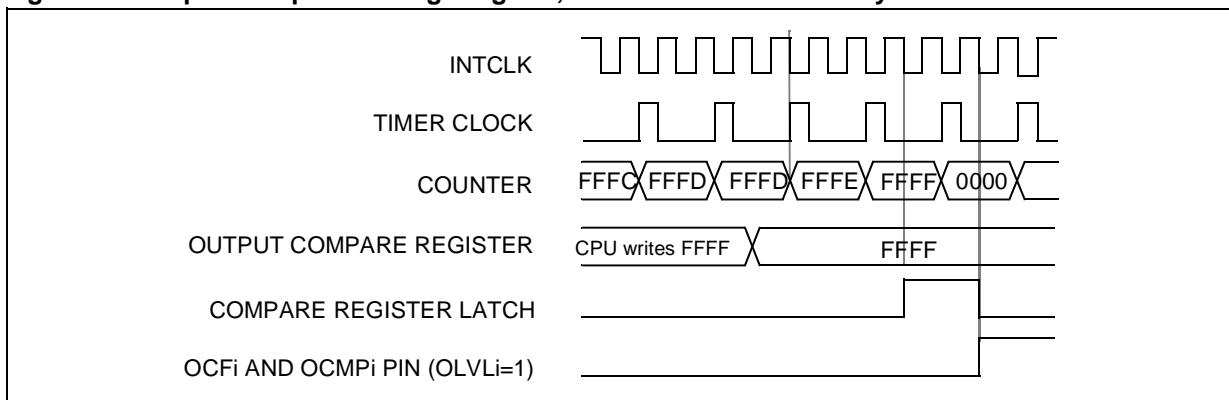 INTCLK
TIMER CLOCK
COUNTER FFFC FFFD FFFD FFFE FFFF 0000
OUTPUT COMPARE REGISTER CPU writes FFFF FFFF
COMPARE REGISTER LATCH
OCFi AND OCMPi PIN (OLVLi=1)